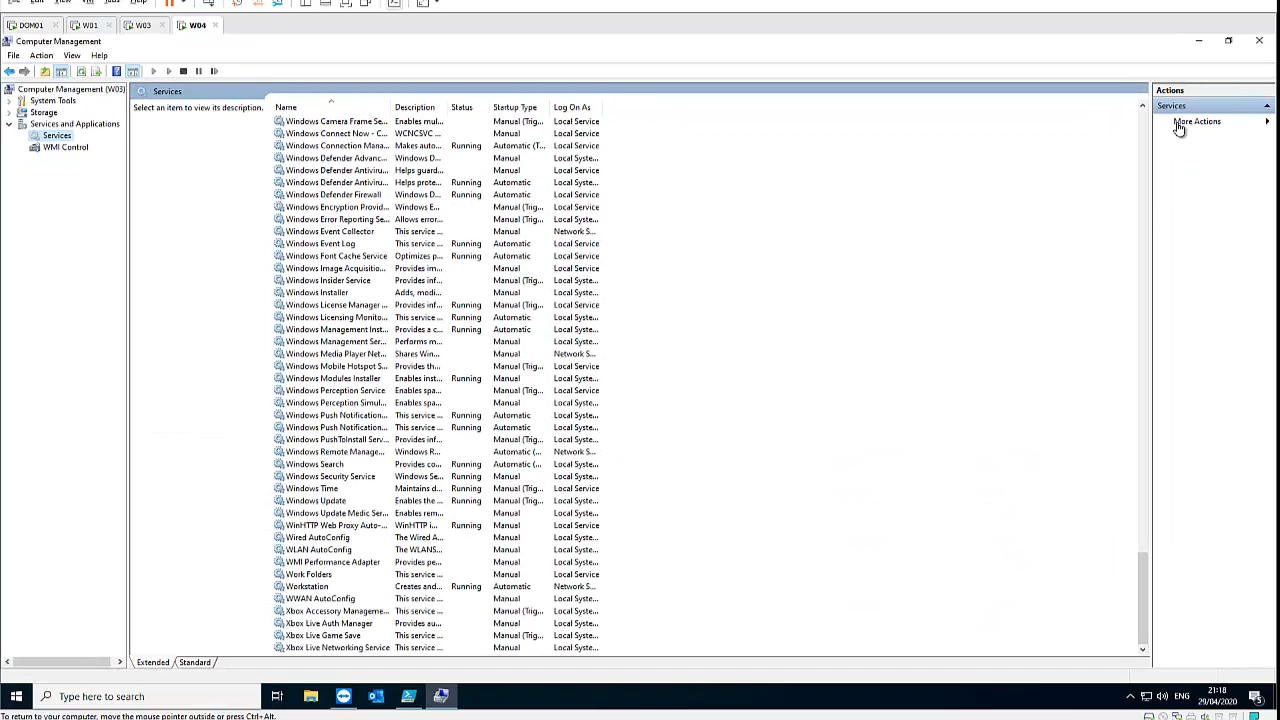 DOM01 W01 W03 W04
Computer Management
File Action View Help
Computer Management (W03)
System Tools
Storage
Services and Applications
Services
WMI Control
Services
Select an item to view its description.
Name Description Status Startup Type Log On As
Windows Camera Frame Se... Enables mul... Manual (Trig... Local Service
Windows Connect Now - C... WCNCSVC ... Manual Local Service
Windows Connection Mana... Makes auto... Running Automatic (T... Local Service
Windows Defender Advanc... Windows D... Manual Local Syste...
Windows Defender Antiviru... Helps guard... Manual Local Service
Windows Defender Antiviru... Helps prote... Running Automatic Local Syste...
Windows Defender Firewall Windows D... Running Automatic Local Service
Windows Encryption Provid... Windows E... Manual (Trig... Local Service
Windows Error Reporting Se... Allows error... Manual (Trig... Local Syste...
Windows Event Collector This service ... Manual Network S...
Windows Event Log This service ... Running Automatic Local Service
Windows Font Cache Service Optimizes p... Running Automatic Local Service
Windows Image Acquisitio... Provides im... Manual Local Service
Windows Insider Service Provides inf... Manual (Trig... Local Syste...
Windows Installer Adds, modi... Manual Local Syste...
Windows License Manager ... Provides inf... Running Manual (Trig... Local Service
Windows Licensing Monito... This service ... Running Automatic Local Syste...
Windows Management Inst... Provides a c... Running Automatic Local Syste...
Windows Management Ser... Performs m... Manual Local Syste...
Windows Media Player Net... Shares Win... Manual Network S...
Windows Mobile Hotspot S... Provides th... Manual (Trig... Local Service
Windows Modules Installer Enables inst... Running Manual Local Syste...
Windows Perception Service Enables spa... Manual (Trig... Local Service
Windows Perception Simul... Enables spa... Manual Local Syste...
Windows Push Notification... This service ... Running Automatic Local Syste...
Windows Push Notification... This service ... Running Automatic Local Syste...
Windows PushToInstall Serv... Provides inf... Manual (Trig... Local Syste...
Windows Remote Manage... Windows R... Automatic (... Network S...
Windows Search Provides co... Running Automatic (... Local Syste...
Windows Security Service Windows Se... Running Manual Local Syste...
Windows Time Maintains d... Running Manual (Trig... Local Service
Windows Update Enables the ... Running Manual (Trig... Local Syste...
Windows Update Medic Ser... Enables rem... Manual Local Syste...
WinHTTP Web Proxy Auto-... WinHTTP i... Running Manual Local Service
Wired AutoConfig The Wired A... Manual Local Syste...
WLAN AutoConfig The WLANS... Manual Local Syste...
WMI Performance Adapter Provides pe... Manual Local Syste...
Work Folders This service ... Manual Local Service
Workstation Creates and... Running Automatic Network S...
WWAN AutoConfig This service ... Manual Local Syste...
Xbox Accessory Manageme... This service ... Manual (Trig... Local Syste...
Xbox Live Auth Manager Provides au... Manual Local Syste...
Xbox Live Game Save This service ... Manual (Trig... Local Syste...
Xbox Live Networking Service This service ... Manual Local Syste...
Extended Standard
Actions
Services
More Actions
Type here to search
ENG
21:18
29/04/2020
5
To return to your computer, move the mouse pointer outside or press Ctrl+Alt.